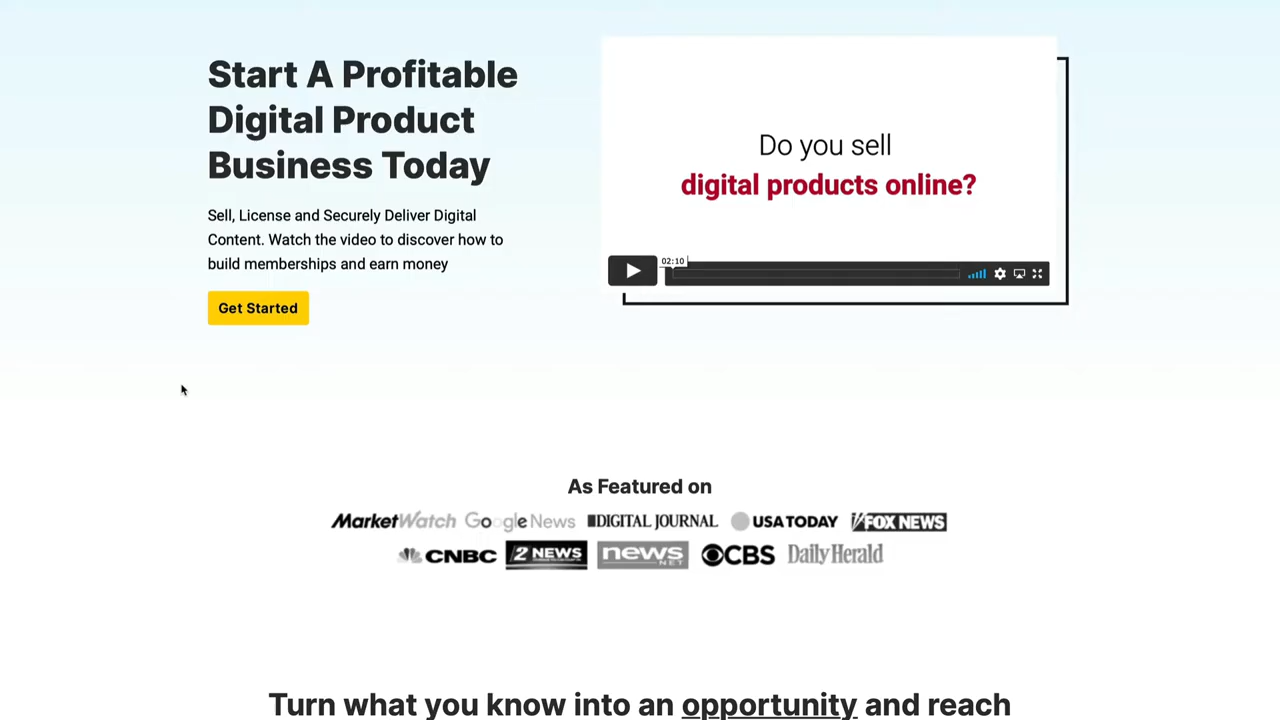 Start A Profitable
Digital Product
Business Today
Sell, License and Securely Deliver Digital
Content. Watch the video to discover how to
build memberships and earn money
Get Started
Do you sell
digital products online?
02:10
As Featured on
MarketWatch Google News DIGITAL JOURNAL USA TODAY FOX NEWS
CNBC 2 NEWS news NET CBS Daily Herald
Turn what you know into an opportunity and reach